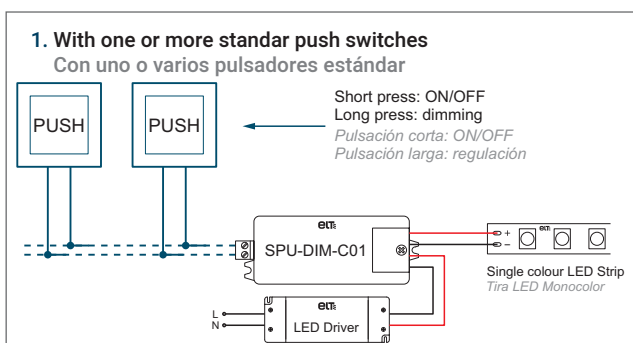 1. With one or more standar push switches
Con uno o varios pulsadores estándar
PUSH
PUSH
Short press: ON/OFF
Long press: dimming
Pulsación corta: ON/OFF
Pulsación larga: regulación
eLT
SPU-DIM-C01
+
eLT
−
Single colour LED Strip
Tira LED Monocolor
eLT
L
N
LED Driver